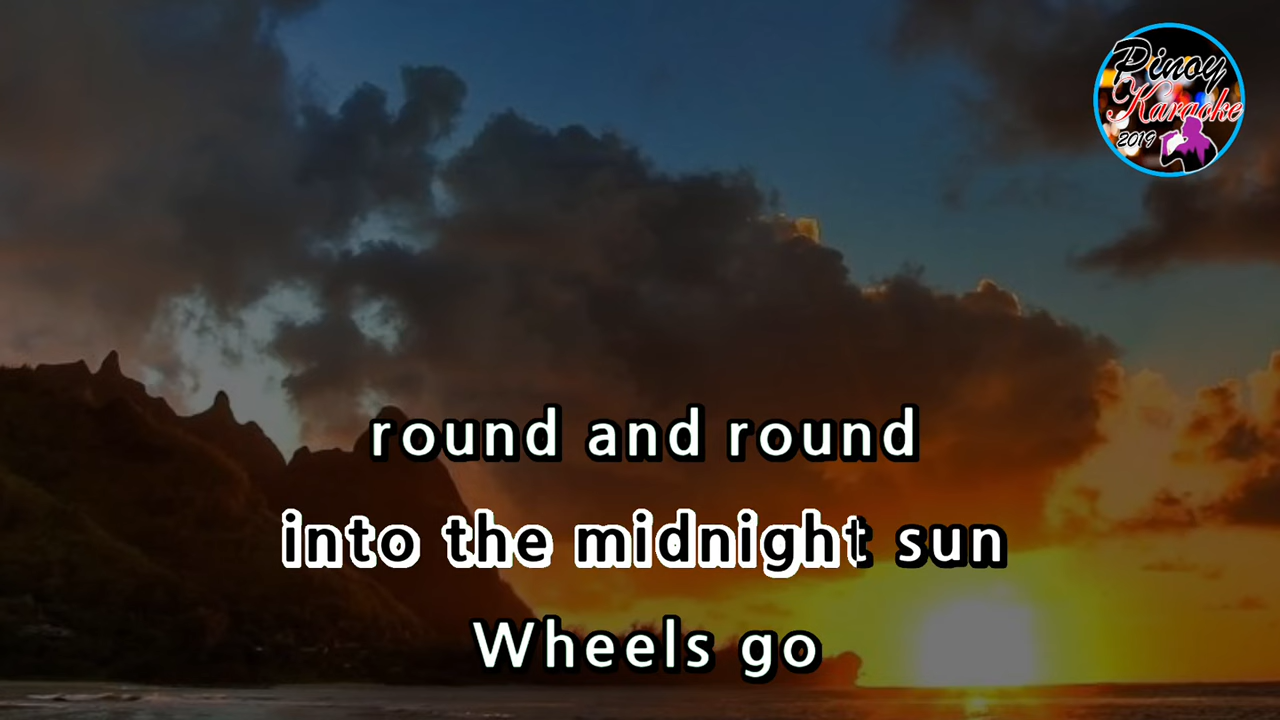 Pinoy
Karaoke
2019
round and round
into the midnight sun
Wheels go